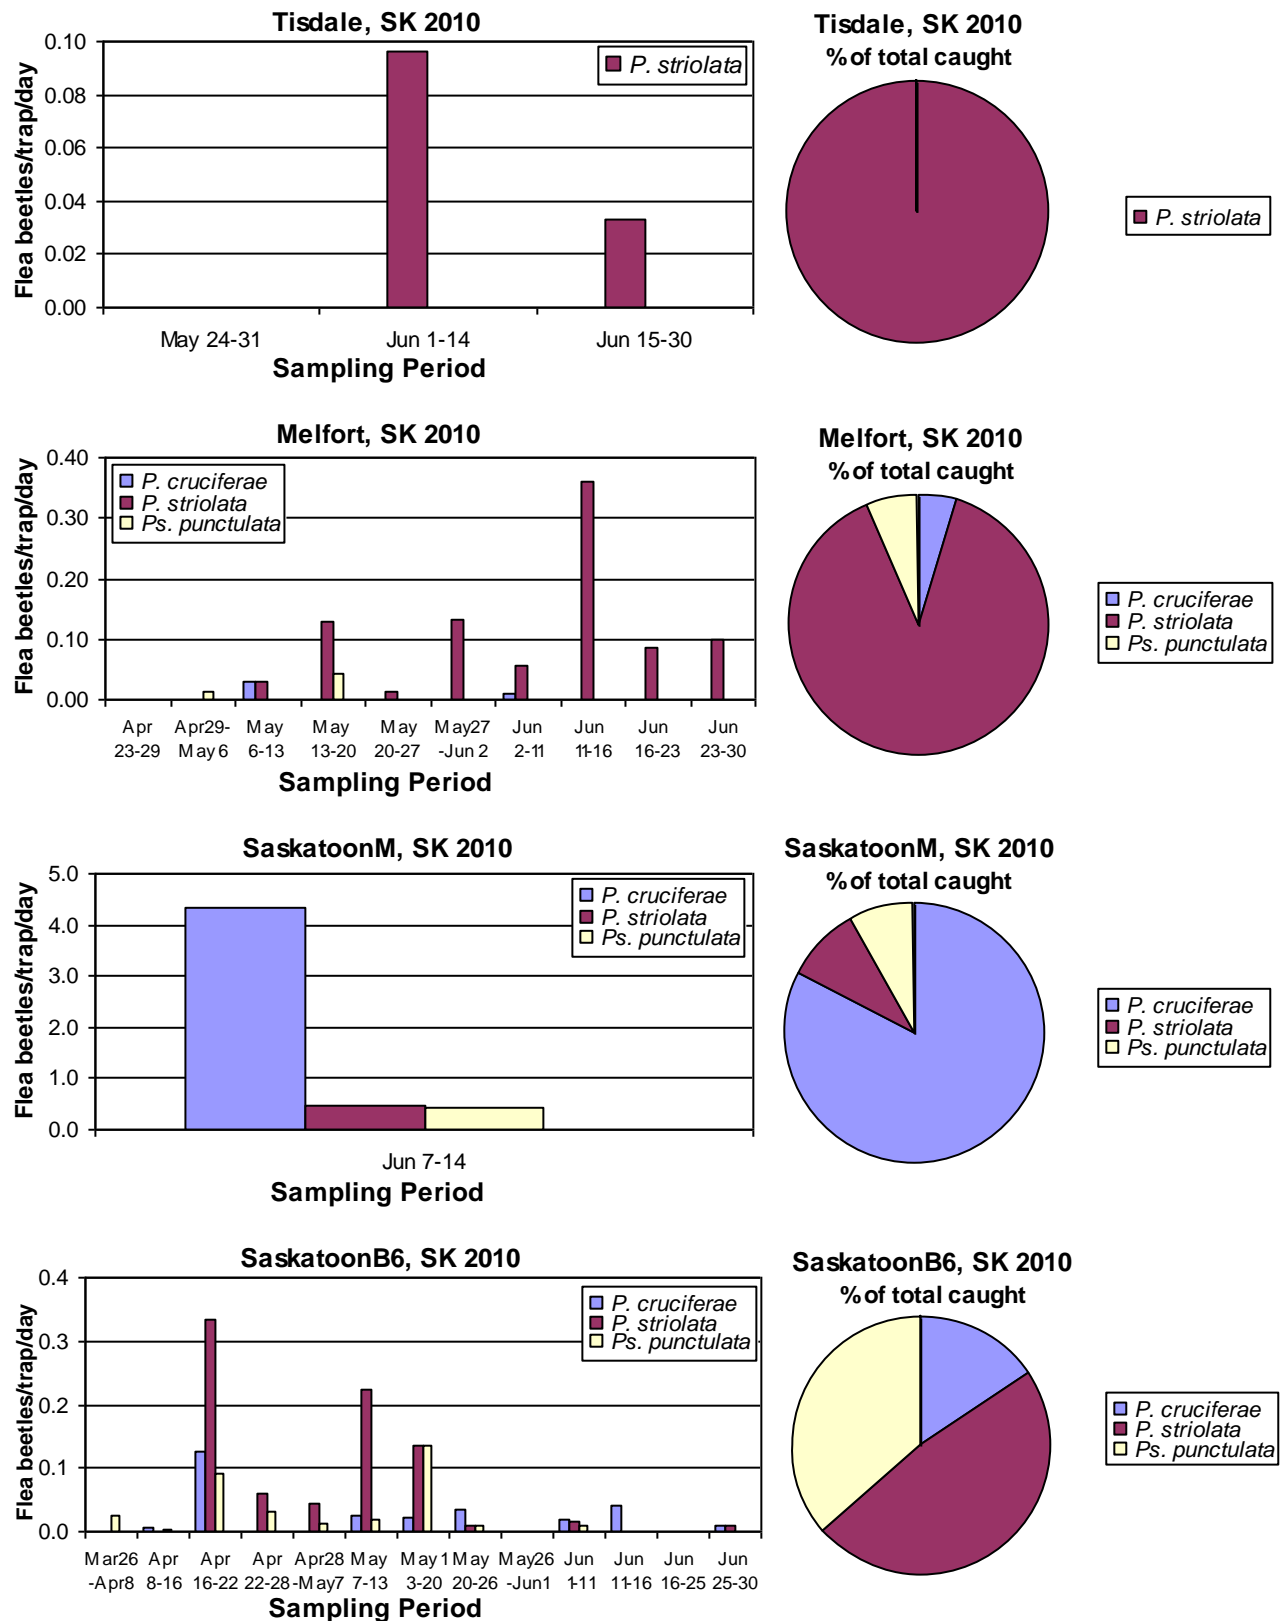 Tisdale, SK 2010
Flea beetles/trap/day
0.10
0.08
0.06
0.04
0.02
0.00
P. striolata
May 24-31 Jun 1-14 Jun 15-30
Sampling Period
Tisdale, SK 2010
% of total caught
P. striolata
Melfort, SK 2010
Flea beetles/trap/day
0.40
0.30
0.20
0.10
0.00
P. cruciferae
P. striolata
Ps. punctulata
Apr Apr29- May May May May27 Jun Jun Jun Jun
23-29 May 6 6-13 13-20 20-27 -Jun 2 2-11 11-16 16-23 23-30
Sampling Period
Melfort, SK 2010
% of total caught
P. cruciferae
P. striolata
Ps. punctulata
SaskatoonM, SK 2010
Flea beetles/trap/day
5.0
4.0
3.0
2.0
1.0
0.0
P. cruciferae
P. striolata
Ps. punctulata
Jun 7-14
Sampling Period
SaskatoonM, SK 2010
% of total caught
P. cruciferae
P. striolata
Ps. punctulata
SaskatoonB6, SK 2010
Flea beetles/trap/day
0.4
0.3
0.2
0.1
0.0
P. cruciferae
P. striolata
Ps. punctulata
Mar26 Apr Apr Apr Apr28 May May 1 May May26 Jun Jun Jun Jun
-Apr8 8-16 16-22 22-28 -May7 7-13 3-20 20-26 -Jun1 1-11 11-16 16-25 25-30
Sampling Period
SaskatoonB6, SK 2010
% of total caught
P. cruciferae
P. striolata
Ps. punctulata